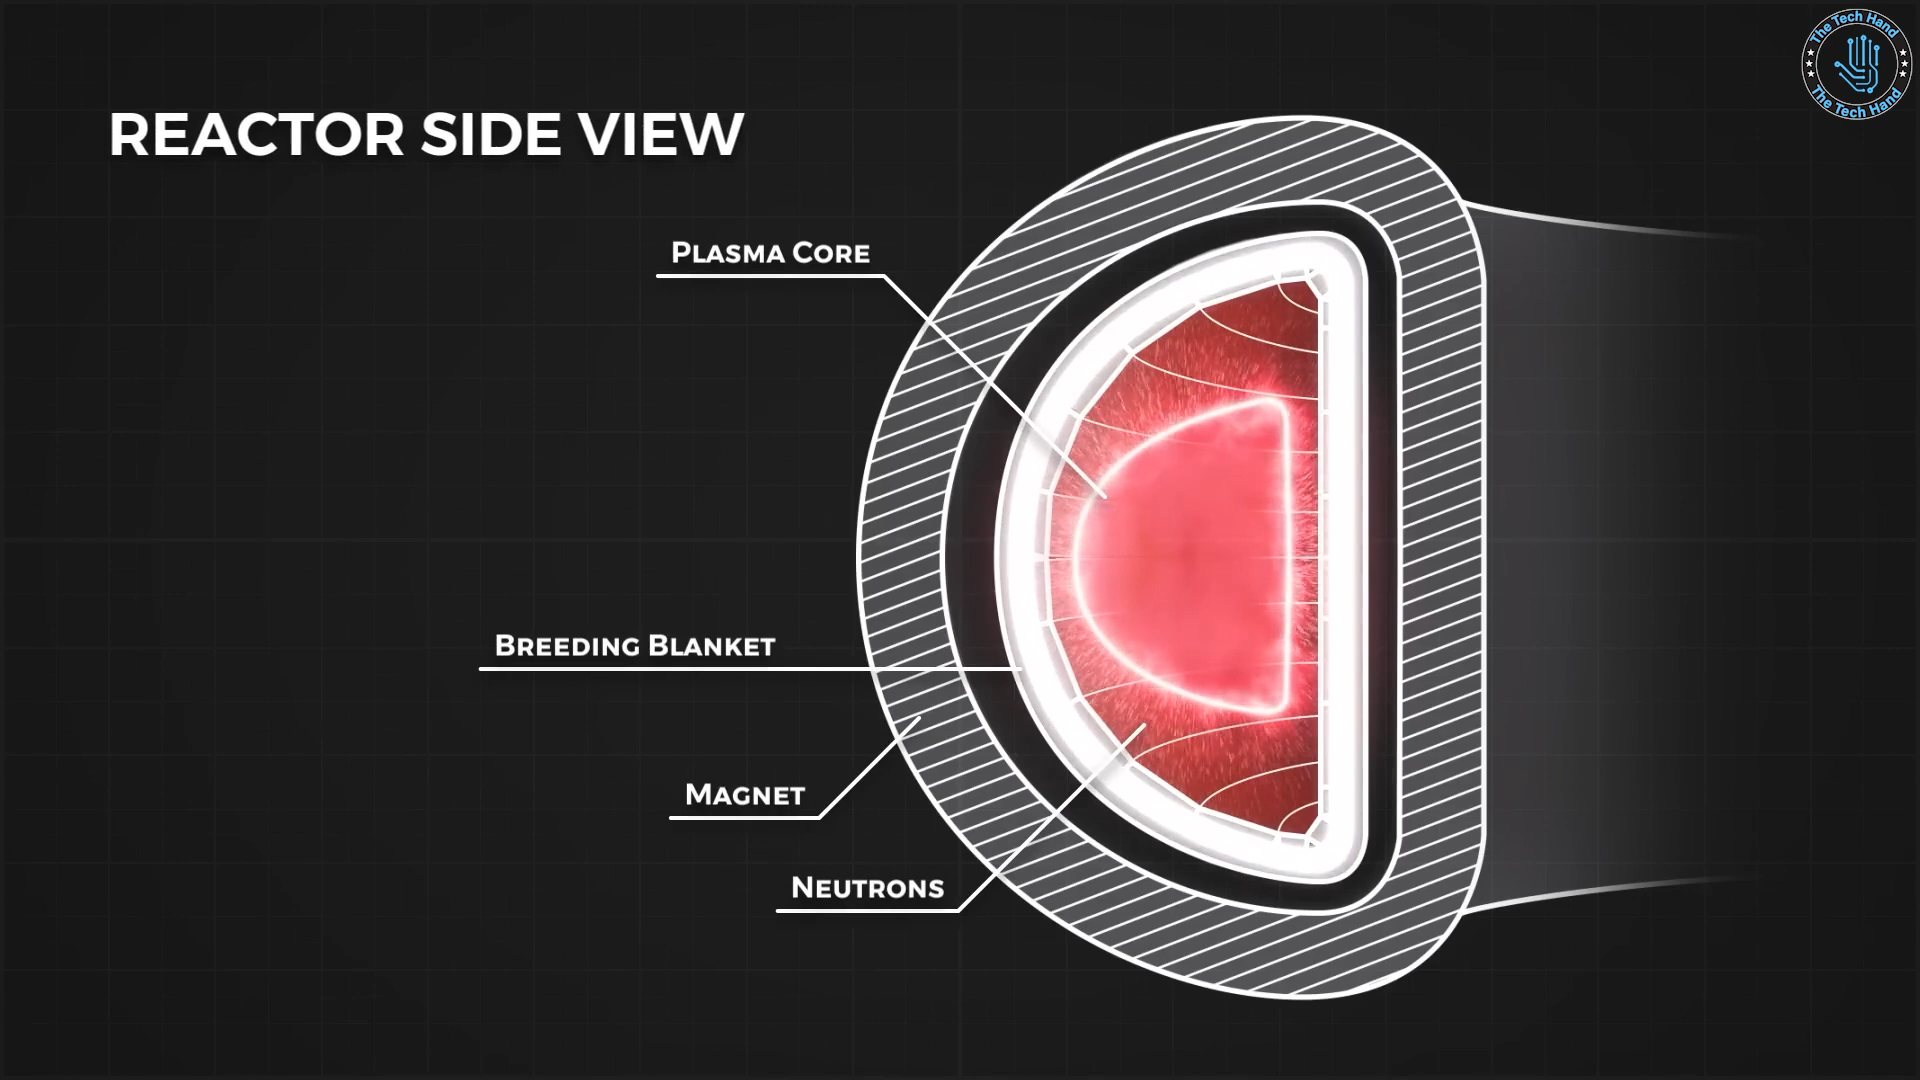 The Tech Hand
The Tech Hand
REACTOR SIDE VIEW
PLASMA CORE
BREEDING BLANKET
MAGNET
NEUTRONS